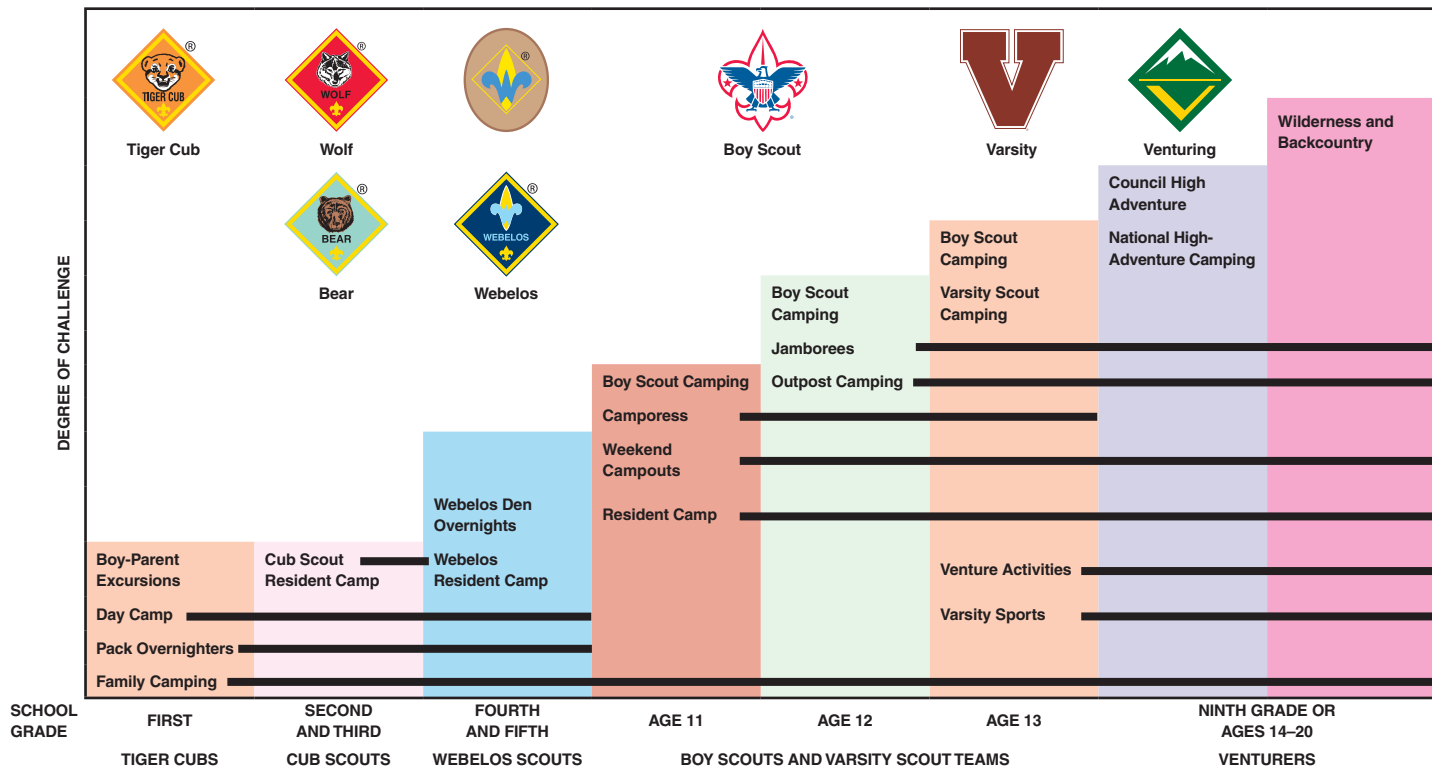 TIGER CUB
®
Tiger Cub
WOLF
®
Wolf
BEAR
®
Bear
®
WEBELOS
®
Webelos
®
Boy Scout
V
Varsity
Venturing
DEGREE OF CHALLENGE
Boy-Parent
Excursions
Day Camp
Pack Overnighters
Family Camping
Cub Scout
Resident Camp
Webelos Den
Overnights
Webelos
Resident Camp
Boy Scout Camping
Camporess
Weekend
Campouts
Resident Camp
Boy Scout
Camping
Jamborees
Outpost Camping
Boy Scout
Camping
Varsity Scout
Camping
Venture Activities
Varsity Sports
Council High
Adventure
National High-
Adventure Camping
Wilderness and
Backcountry
SCHOOL
GRADE
FIRST
SECOND
AND THIRD
FOURTH
AND FIFTH
AGE 11
AGE 12
AGE 13
NINTH GRADE OR
AGES 14–20
TIGER CUBS
CUB SCOUTS
WEBELOS SCOUTS
BOY SCOUTS AND VARSITY SCOUT TEAMS
VENTURERS